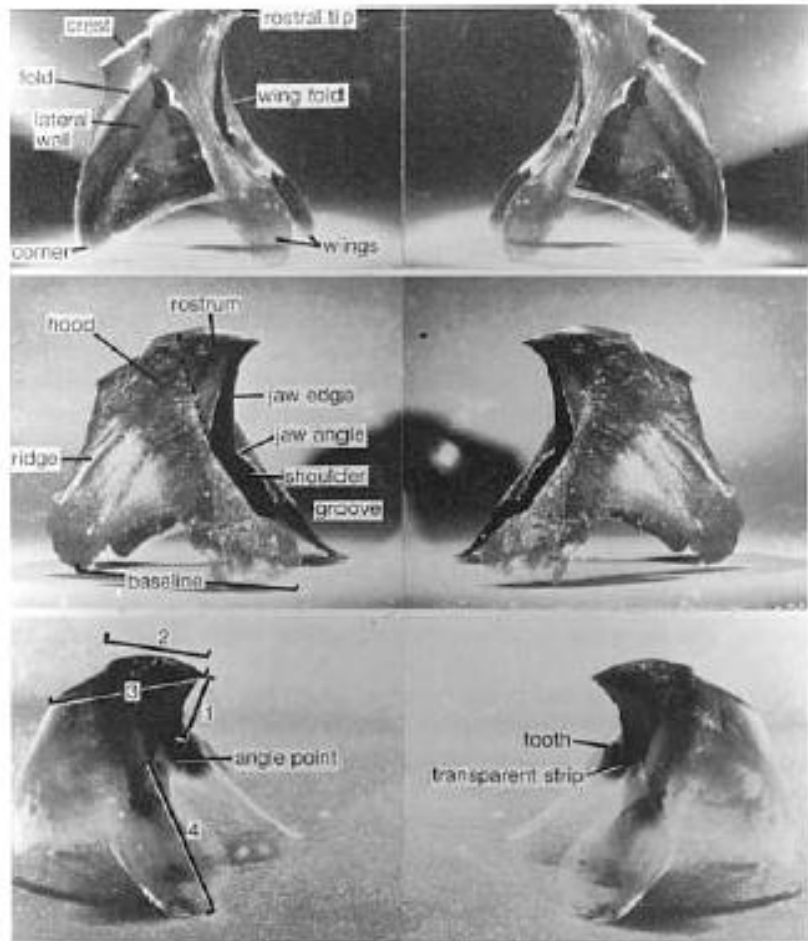 rostral tip
crest
fold
wing fold
lateral
wall
corner
wings
rostrum
hood
jaw edge
jaw angle
ridge
shoulder
groove
baseline
2
3
1
angle point
4
tooth
transparent strip